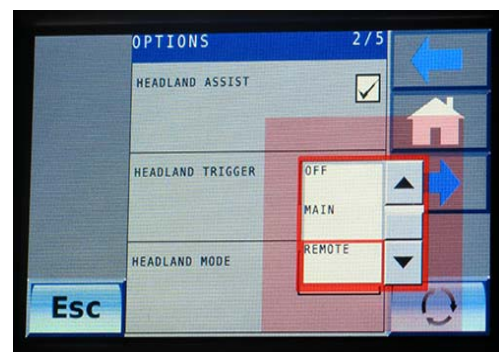 OPTIONS 2/5
HEADLAND ASSIST
HEADLAND TRIGGER
OFF
MAIN
REMOTE
HEADLAND MODE
Esc